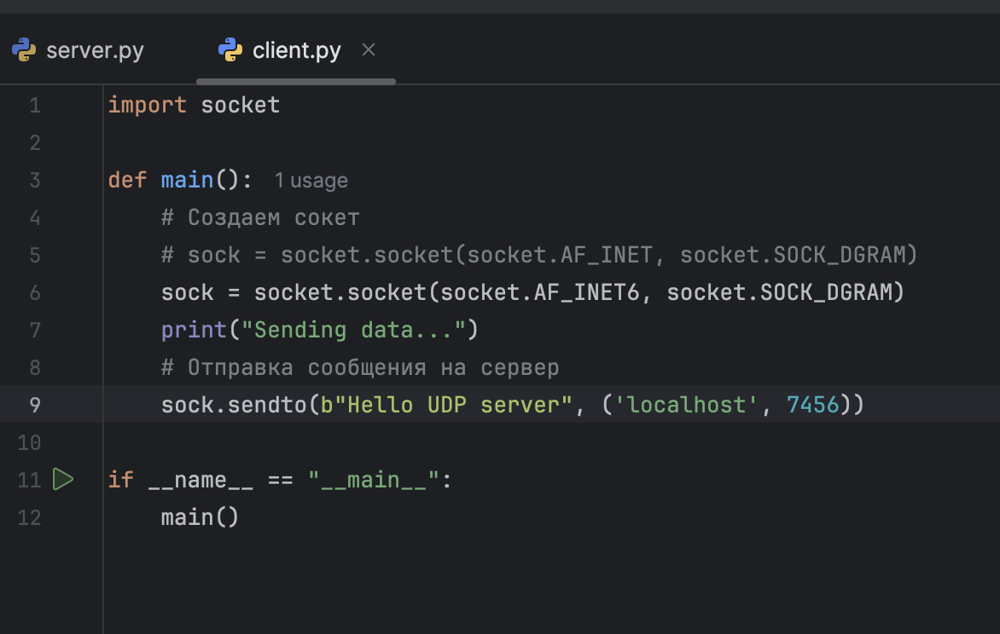 server.py client.py
1 import socket
2
3 def main(): 1 usage
4 # Создаем сокет
5 # sock = socket.socket(socket.AF_INET, socket.SOCK_DGRAM)
6 sock = socket.socket(socket.AF_INET6, socket.SOCK_DGRAM)
7 print("Sending data...")
8 # Отправка сообщения на сервер
9 sock.sendto(b"Hello UDP server", ('localhost', 7456))
10
11 if __name__ == "__main__":
12 main()